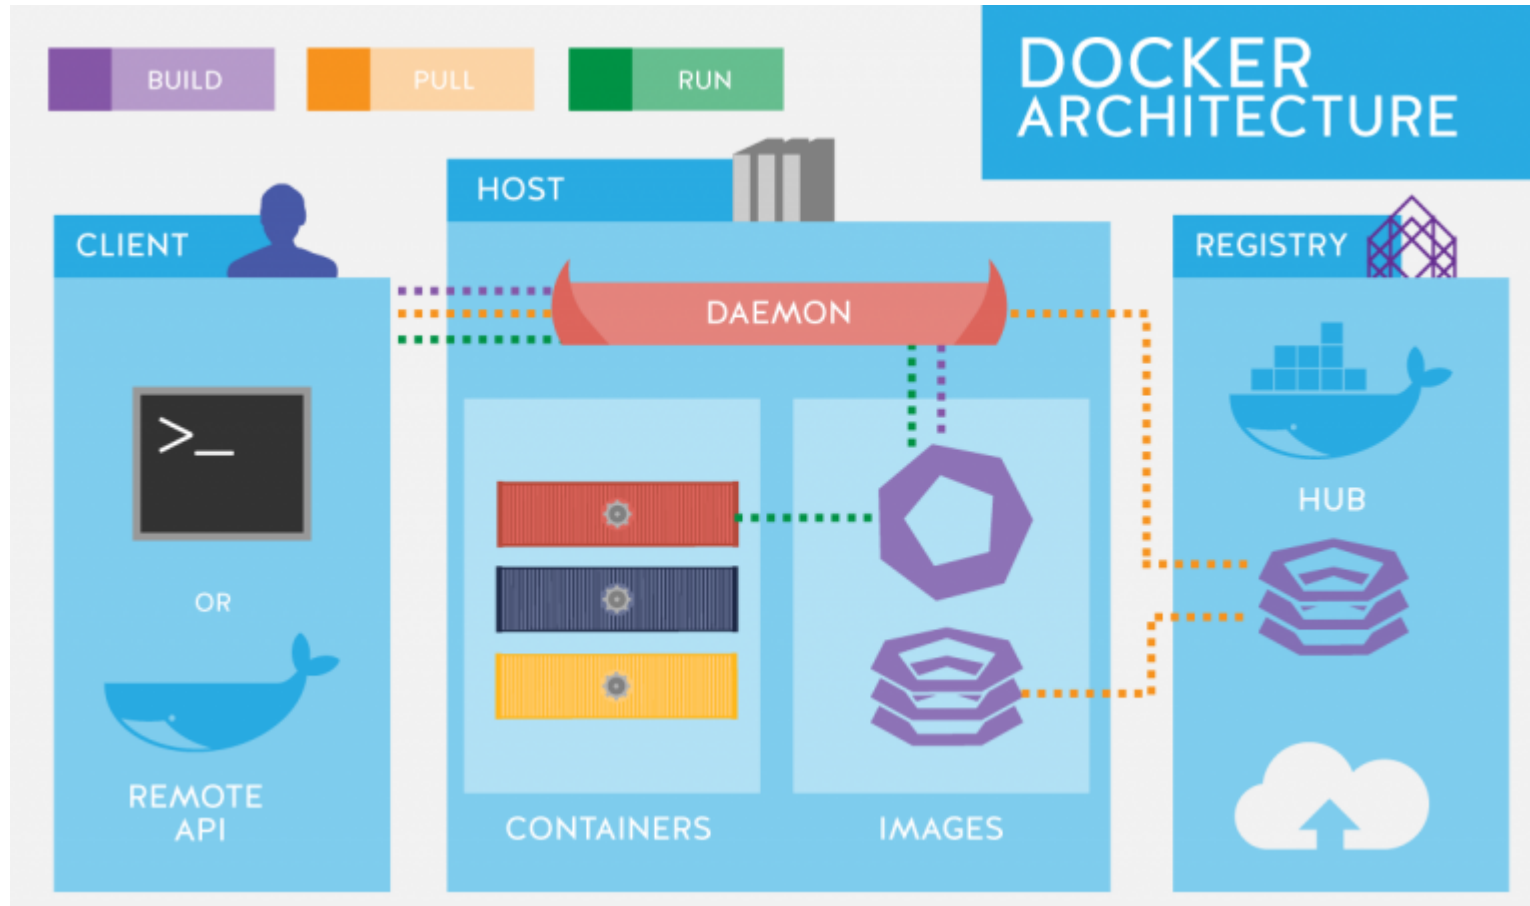 BUILD
PULL
RUN
DOCKER
ARCHITECTURE
HOST
CLIENT
REGISTRY
DAEMON
>_
HUB
OR
REMOTE
API
CONTAINERS
IMAGES